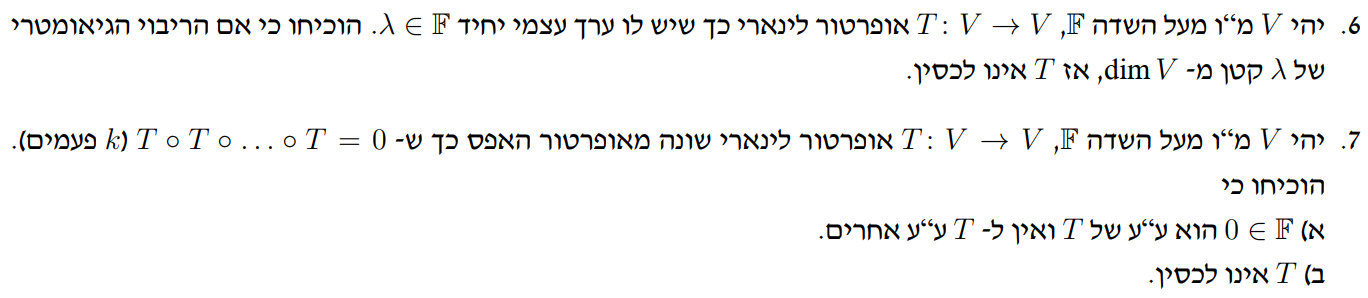 6. יהי V מ"ו מעל השדה 𝔽, T: V → V אופרטור לינארי כך שיש לו ערך עצמי יחיד λ ∈ 𝔽. הוכיחו כי אם הריבוי הגיאומטרי
של λ קטן מ- dim V, אז T אינו לכסין.
7. יהי V מ"ו מעל השדה 𝔽, T: V → V אופרטור לינארי שונה מאופרטור האפס כך ש- T ∘ T ∘ … ∘ T = 0 (k פעמים).
הוכיחו כי
א) 0 ∈ 𝔽 הוא ע"ע של T ואין ל- T ע"ע אחרים.
ב) T אינו לכסין.